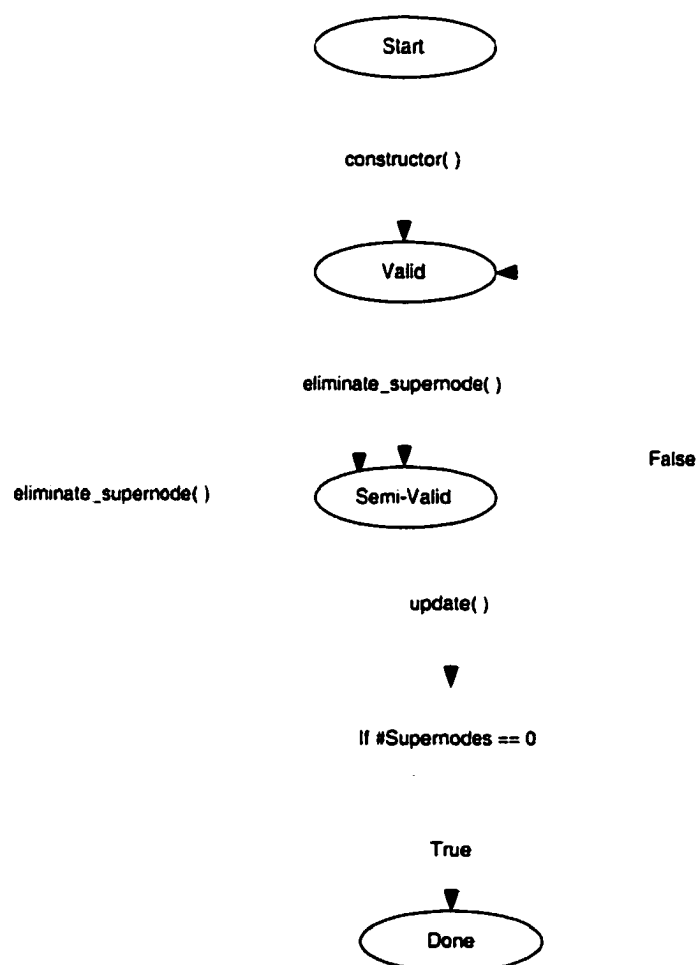 Start
constructor( )
Valid
eliminate_supernode( )
False
eliminate_supernode( )
Semi-Valid
update( )
If #Supernodes == 0
True
Done